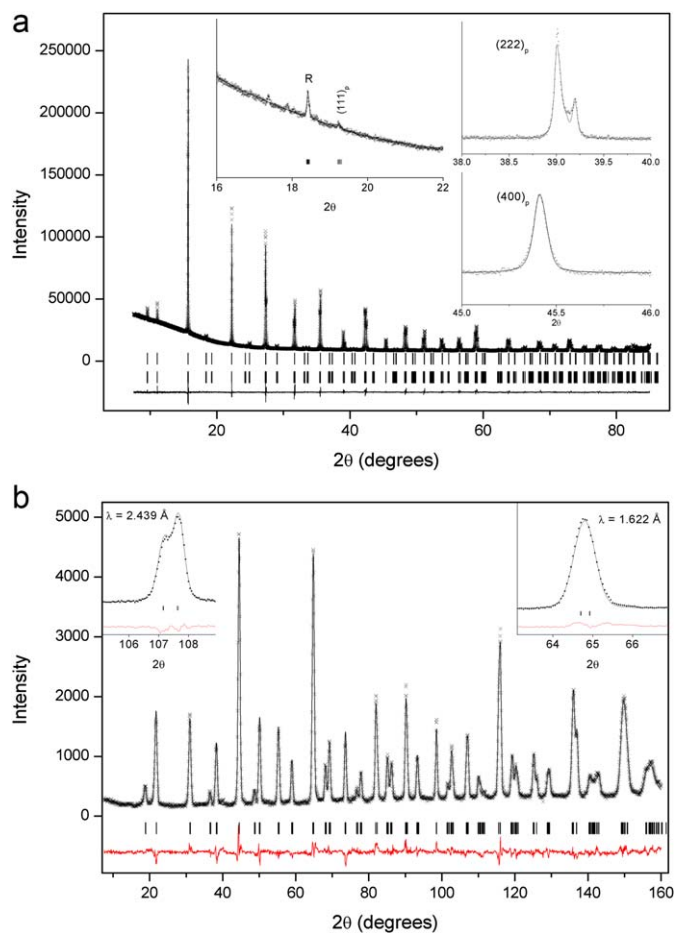 a
250000
200000
150000
100000
50000
0
Intensity
20 40 60 80
2θ (degrees)
R
(111)p
16 18 20 22
2θ
(222)p
38.0 38.5 39.0 39.5 40.0
(400)p
45.0 45.5 46.0
2θ
b
5000
4000
3000
2000
1000
0
Intensity
20 40 60 80 100 120 140 160
2θ (degrees)
λ = 2.439 Å
106 107 108
2θ
λ = 1.622 Å
64 65 66
2θ